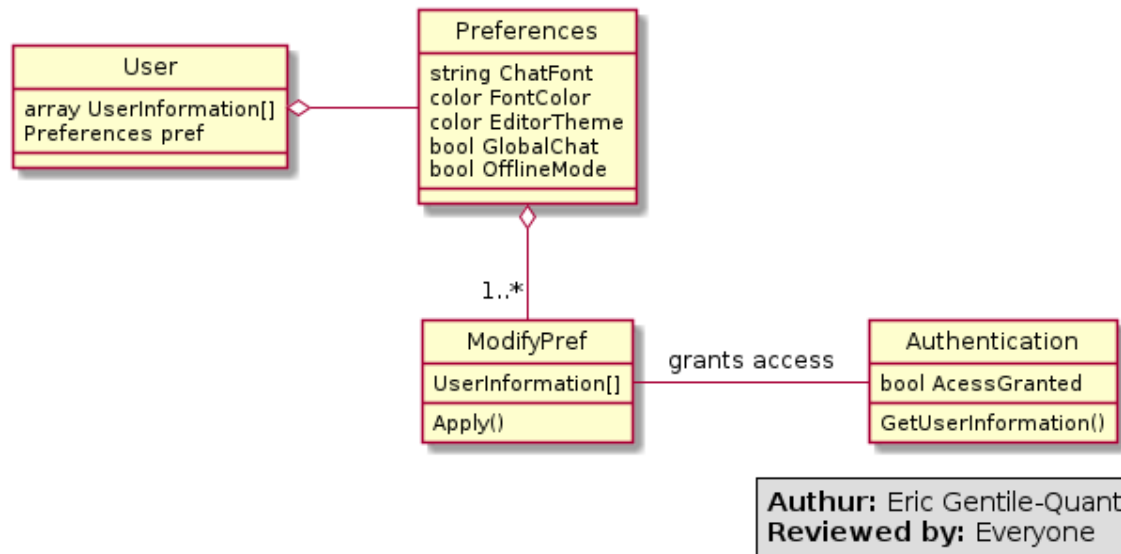 User
array UserInformation[]
Preferences pref
Preferences
string ChatFont
color FontColor
color EditorTheme
bool GlobalChat
bool OfflineMode
1..*
ModifyPref
UserInformation[]
Apply()
grants access
Authentication
bool AcessGranted
GetUserInformation()
Authur: Eric Gentile-Quant
Reviewed by: Everyone